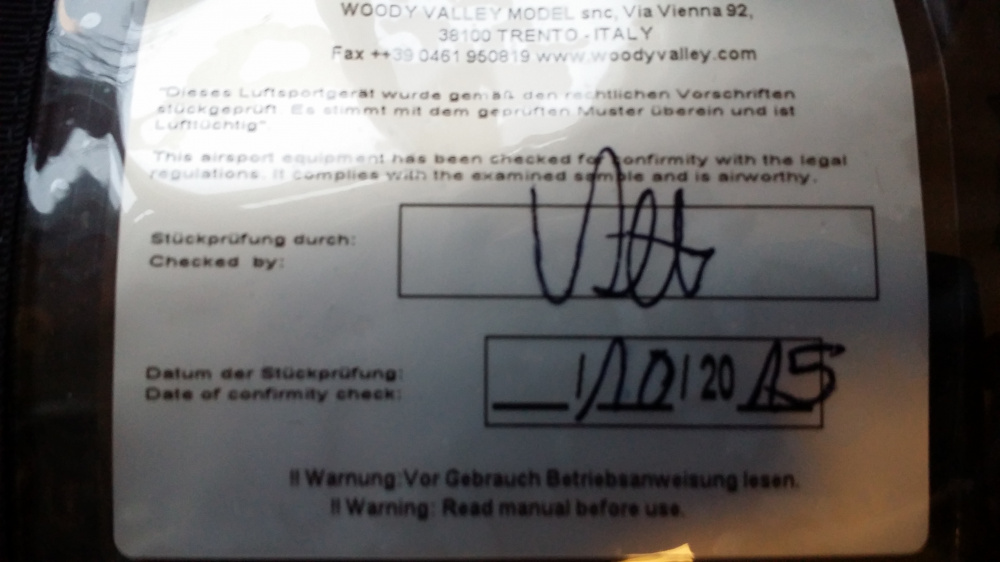 WOODY VALLEY MODEL snc, Via Vienna 92,
38100 TRENTO - ITALY
Fax ++39 0461 950819 www.woodyvalley.com
"Dieses Luftsportgerät wurde gemäß den rechtlichen Vorschriften
stückgeprüft. Es stimmt mit dem geprüften Muster überein und ist
Lufttüchtig".
This airsport equipment has been checked for confirmity with the legal
regulations. It complies with the examined sample and is airworthy.
Stückprüfung durch:
Checked by:
Datum der Stückprüfung:
Date of confirmity check:
__/10/20 15
!! Warnung:Vor Gebrauch Betriebsanweisung lesen.
!! Warning: Read manual before use.